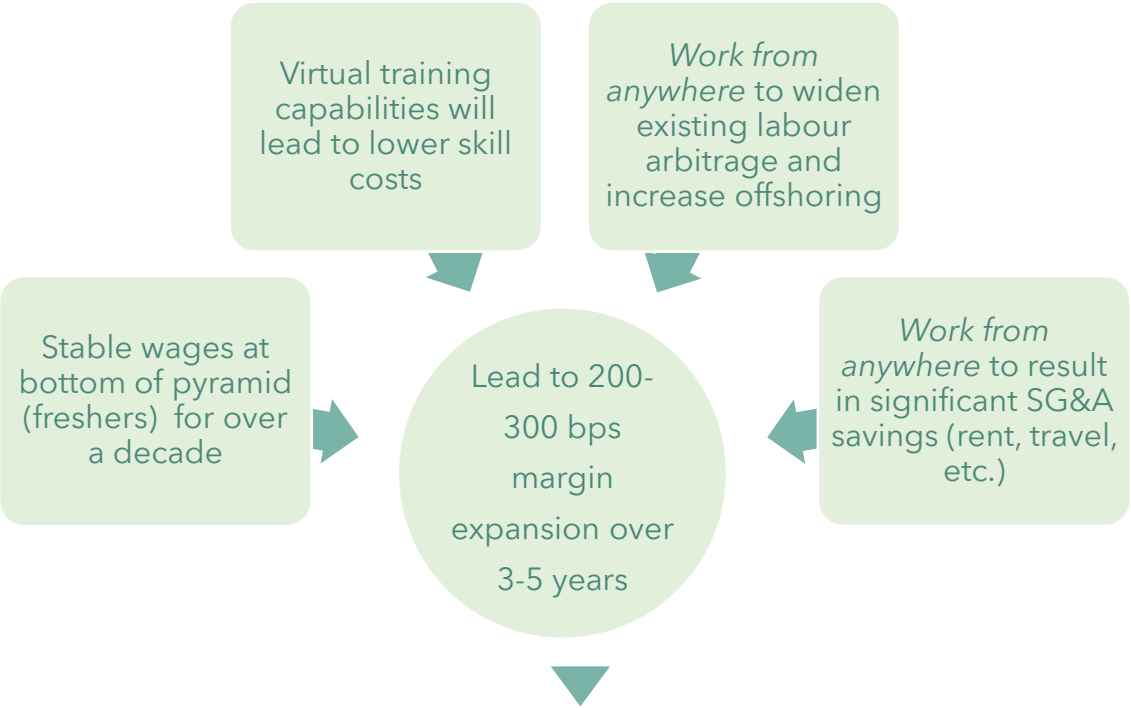 Virtual training
capabilities will
lead to lower skill
costs
Work from
anywhere to widen
existing labour
arbitrage and
increase offshoring
Stable wages at
bottom of pyramid
(freshers)  for over
a decade
Lead to 200-
300 bps
margin
expansion over
3-5 years
Work from
anywhere to result
in significant SG&A
savings (rent, travel,
etc.)